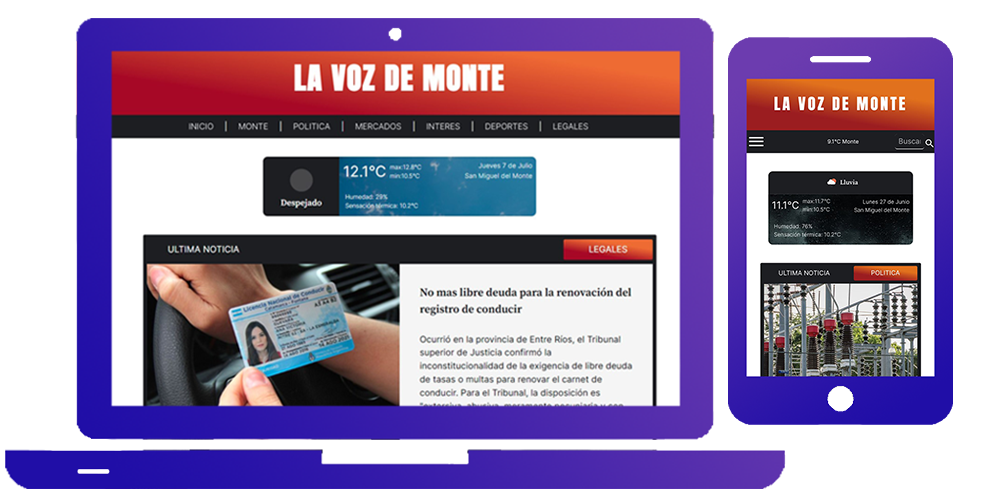 LA VOZ DE MONTE
INICIO | MONTE | POLITICA | MERCADOS | INTERES | DEPORTES | LEGALES
Despejado
12.1°C
max:12.8°C
min:10.5°C
Jueves 7 de Julio
San Miguel del Monte
Humedad: 29%
Sensación térmica: 10.2°C
ULTIMA NOTICIA
LEGALES
Licencia Nacional de Conducir
No mas libre deuda para la renovación del
registro de conducir
Ocurrió en la provincia de Entre Ríos, el Tribunal
superior de Justicia confirmó la
inconstitucionalidad de la exigencia de libre deuda
de tasas o multas para renovar el carnet de
conducir. Para el Tribunal, la disposición es
LA VOZ DE MONTE
9.1°C Monte
Buscar
Lluvia
11.1°C
max:11.7°C
min:10.5°C
Lunes 27 de Junio
San Miguel del Monte
Humedad: 76%
Sensación térmica: 10.2°C
ULTIMA NOTICIA
POLITICA